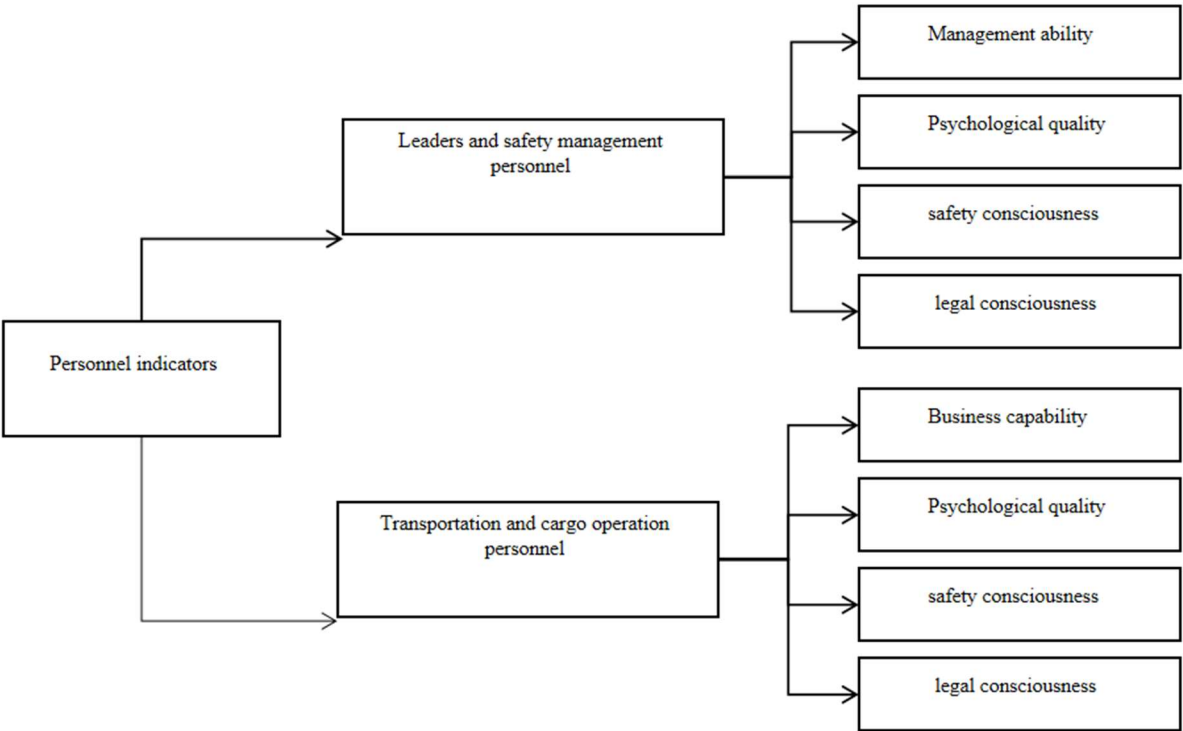 Personnel indicators
Leaders and safety management
personnel
Management ability
Psychological quality
safety consciousness
legal consciousness
Transportation and cargo operation
personnel
Business capability
Psychological quality
safety consciousness
legal consciousness